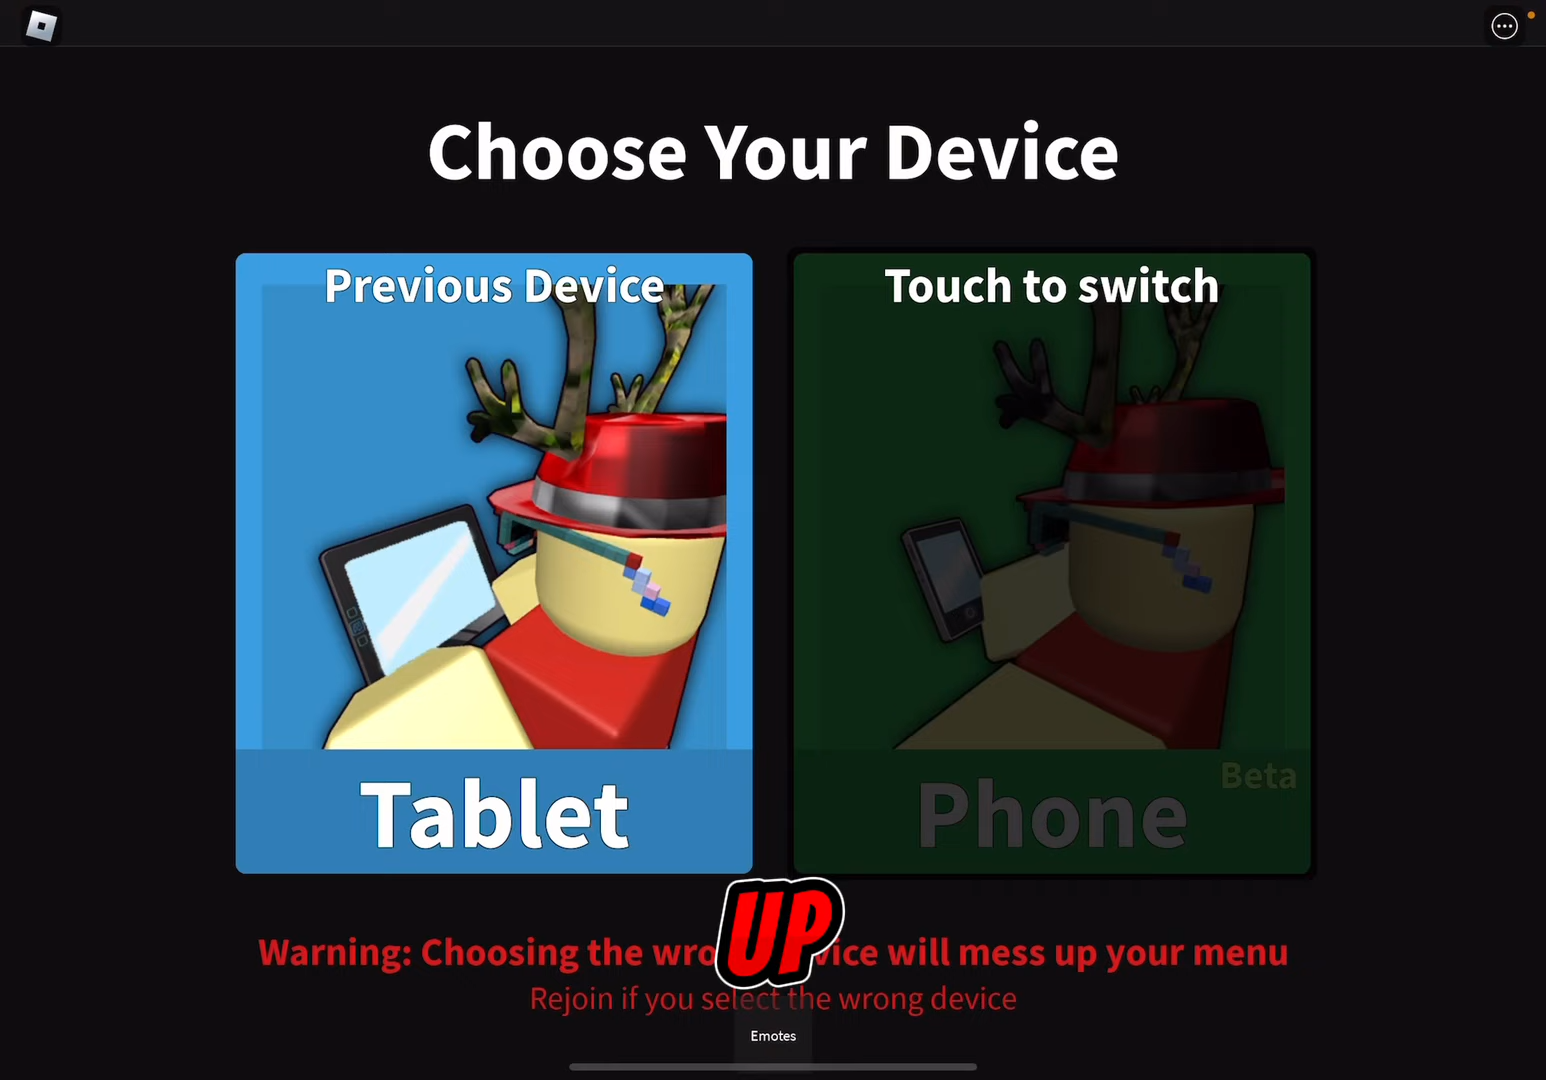 Choose Your Device
Previous Device
Touch to switch
Tablet
Beta
Phone
UP
Warning: Choosing the wro vice will mess up your menu
Rejoin if you select the wrong device
Emotes